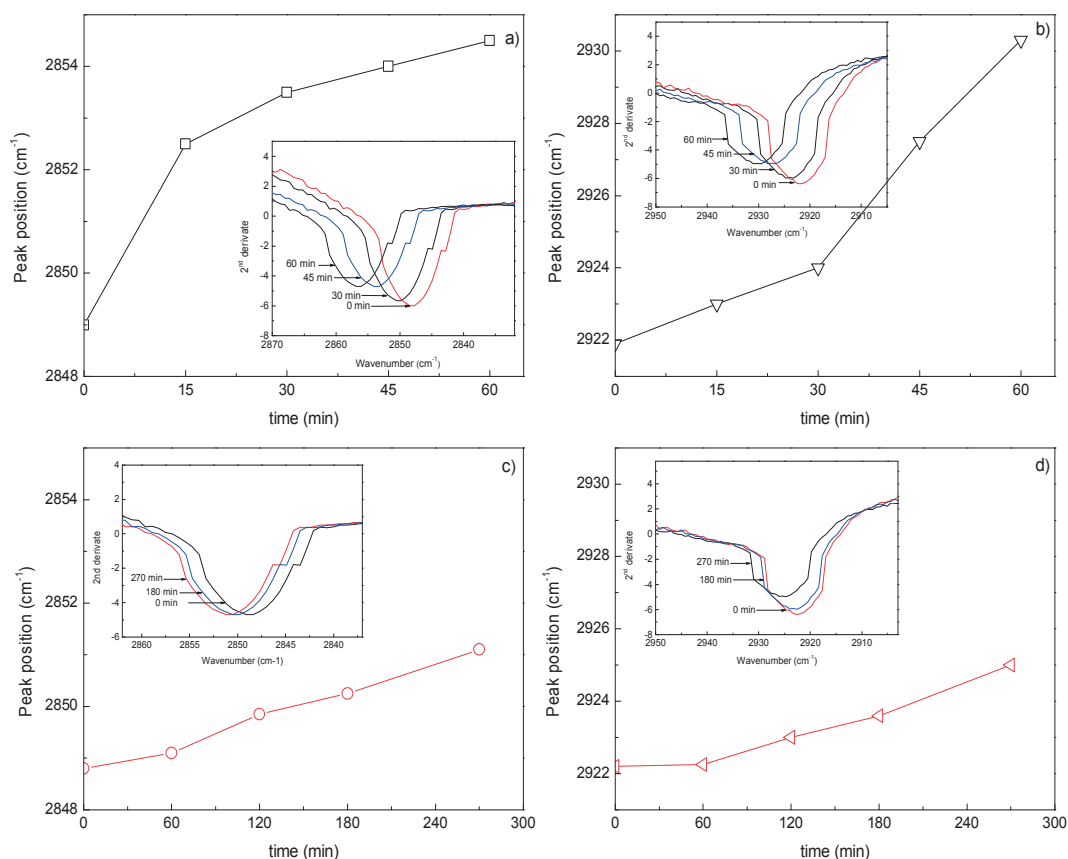 a)
Peak position (cm-1)
2854
2852
2850
2848
0 15 30 45 60
time (min)
2nd derivate
4
2
0
-2
-4
-6
-8
60 min
45 min
30 min
0 min
2870 2860 2850 2840
Wavenumber (cm-1)
b)
Peak position (cm-1)
2930
2928
2926
2924
2922
0 15 30 45 60
time (min)
2nd derivate
4
2
0
-2
-4
-6
-8
60 min
45 min
30 min
0 min
2950 2940 2930 2920 2910
Wavenumber (cm-1)
c)
Peak position (cm-1)
2854
2852
2850
2848
0 60 120 180 240 300
time (min)
2nd derivate
4
2
0
-2
-4
-6
270 min
180 min
0 min
2860 2855 2850 2845 2840
Wavenumber (cm-1)
d)
Peak position (cm-1)
2930
2928
2926
2924
2922
0 60 120 180 240 300
time (min)
2nd derivate
4
2
0
-2
-4
-6
-8
270 min
180 min
0 min
2950 2940 2930 2920 2910
Wavenumber (cm-1)